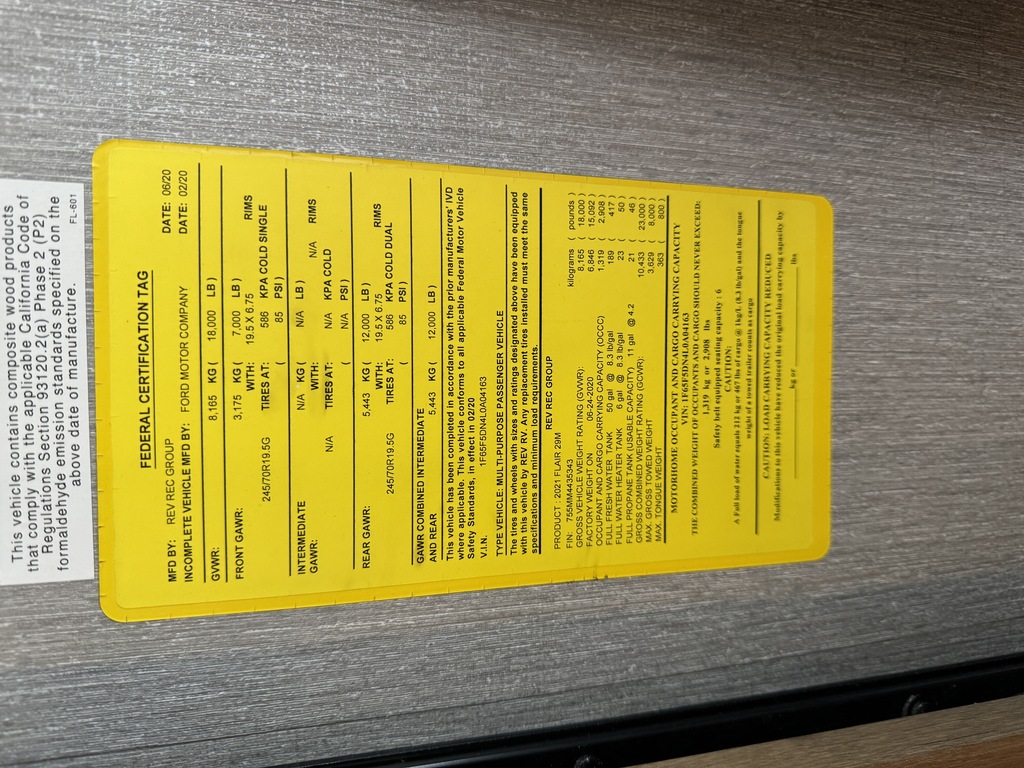 This vehicle contains composite wood products
that comply with the applicable California Code of
Regulations Section 93120.2(a) Phase 2 (P2)
formaldehyde emission standards specified on the
above date of manufacture. FL-601
FEDERAL CERTIFICATION TAG
MFD BY: REV REC GROUP DATE: 06/20
INCOMPLETE VEHICLE MFD BY: FORD MOTOR COMPANY DATE: 02/20
GVWR: 8,165 KG ( 18,000 LB )
FRONT GAWR: 3,175 KG ( 7,000 LB )
WITH: 19.5 X 6.75 RIMS
245/70R19.5G TIRES AT: 586 KPA COLD SINGLE
85 PSI )
INTERMEDIATE N/A KG ( N/A LB )
GAWR: WITH: N/A RIMS
N/A TIRES AT: N/A KPA COLD
N/A PSI )
REAR GAWR: 5,443 KG ( 12,000 LB )
WITH: 19.5 X 6.75 RIMS
245/70R19.5G TIRES AT: 586 KPA COLD DUAL
85 PSI )
GAWR COMBINED INTERMEDIATE
AND REAR 5,443 KG ( 12,000 LB )
This vehicle has been completed in accordance with the prior manufacturers' IVD
where applicable. This vehicle conforms to all applicable Federal Motor Vehicle
Safety Standards, in effect in 02/20
V.I.N. 1F65F5DN4L0A04163
TYPE VEHICLE: MULTI-PURPOSE PASSENGER VEHICLE
The tires and wheels with sizes and ratings designated above have been equipped
with this vehicle by REV RV. Any replacement tires installed must meet the same
specifications and minimum load requirements.
REV REC GROUP
PRODUCT : 2021 FLAIR 29M
FIN: 755MM4435343 kilograms ( pounds )
GROSS VEHICLE WEIGHT RATING (GVWR): 8,165 ( 18,000 )
FACTORY WEIGHT ON 06-24-2020 6,846 ( 15,092 )
OCCUPANT AND CARGO CARRYING CAPACITY (OCCC) 1,319 ( 2,908 )
FULL FRESH WATER TANK 50 gal @ 8.3 lb/gal 189 ( 417 )
FULL WATER HEATER TANK 6 gal @ 8.3 lb/gal 23 ( 50 )
FULL PROPANE TANK (USABLE CAPACITY) 11 gal @ 4.2 21 ( 46 )
GROSS COMBINED WEIGHT RATING (GCWR): 10,433 ( 23,000 )
MAX. GROSS TOWED WEIGHT 3,629 ( 8,000 )
MAX. TONGUE WEIGHT 363 ( 800 )
MOTORHOME OCCUPANT AND CARGO CARRYING CAPACITY
VIN: 1F65F5DN4L0A04163
THE COMBINED WEIGHT OF OCCUPANTS AND CARGO SHOULD NEVER EXCEED:
1,319 kg or 2,908 lbs
Safety belt equipped seating capacity : 6
CAUTION:
A Full load of water equals 212 kg or 467 lbs of cargo @ 1kg/L (8.3 lb/gal) and the tongue
weight of a towed trailer counts as cargo
CAUTION: LOAD CARRYING CAPACITY REDUCED
Modifications to this vehicle have reduced the original load carrying capacity by
kg or lbs